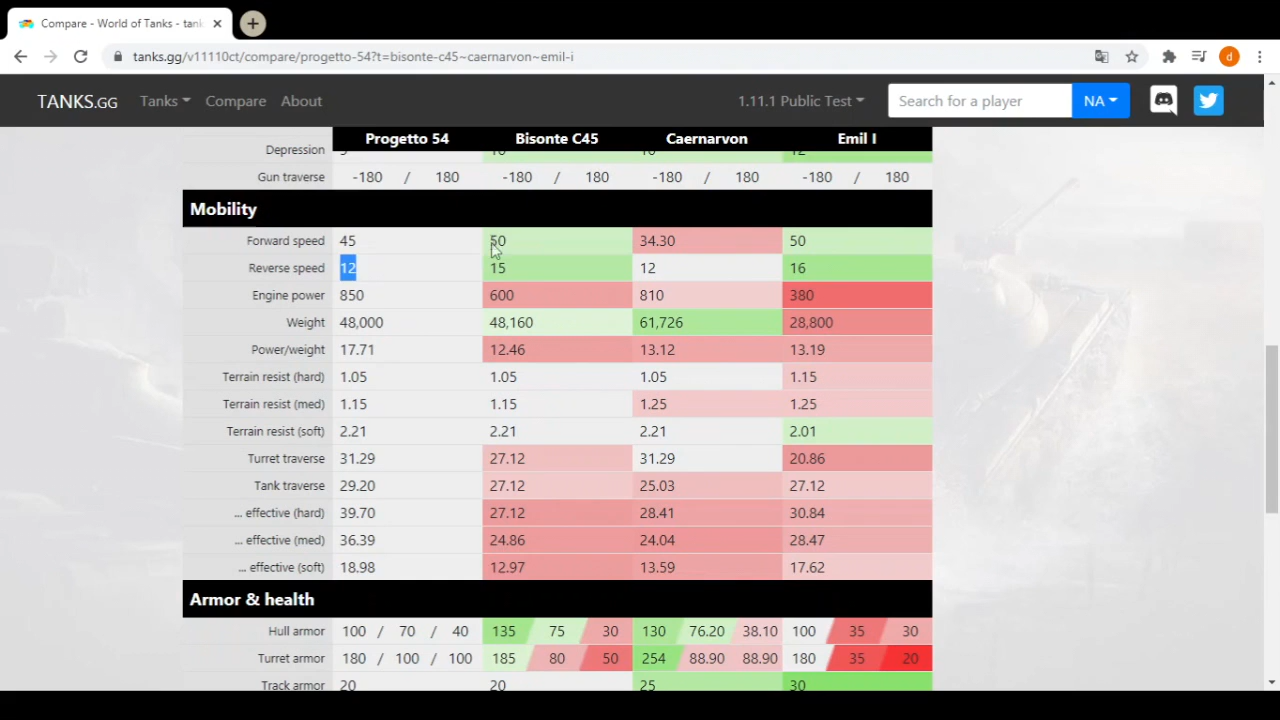 Compare - World of Tanks - tank
tanks.gg/v11110ct/compare/progetto-54?t=bisonte-c45~caernarvon~emil-i
d
TANKS.GG Tanks Compare About 1.11.1 Public Test Search for a player NA
Progetto 54 Bisonte C45 Caernarvon Emil I
Depression
Gun traverse -180 / 180 -180 / 180 -180 / 180 -180 / 180
Mobility
Forward speed 45 50 34.30 50
Reverse speed 12 15 12 16
Engine power 850 600 810 380
Weight 48,000 48,160 61,726 28,800
Power/weight 17.71 12.46 13.12 13.19
Terrain resist (hard) 1.05 1.05 1.05 1.15
Terrain resist (med) 1.15 1.15 1.25 1.25
Terrain resist (soft) 2.21 2.21 2.21 2.01
Turret traverse 31.29 27.12 31.29 20.86
Tank traverse 29.20 27.12 25.03 27.12
... effective (hard) 39.70 27.12 28.41 30.84
... effective (med) 36.39 24.86 24.04 28.47
... effective (soft) 18.98 12.97 13.59 17.62
Armor & health
Hull armor 100 / 70 / 40 135 75 30 130 76.20 38.10 100 35 30
Turret armor 180 / 100 / 100 185 80 50 254 88.90 88.90 180 35 20
Track armor 20 20 25 30